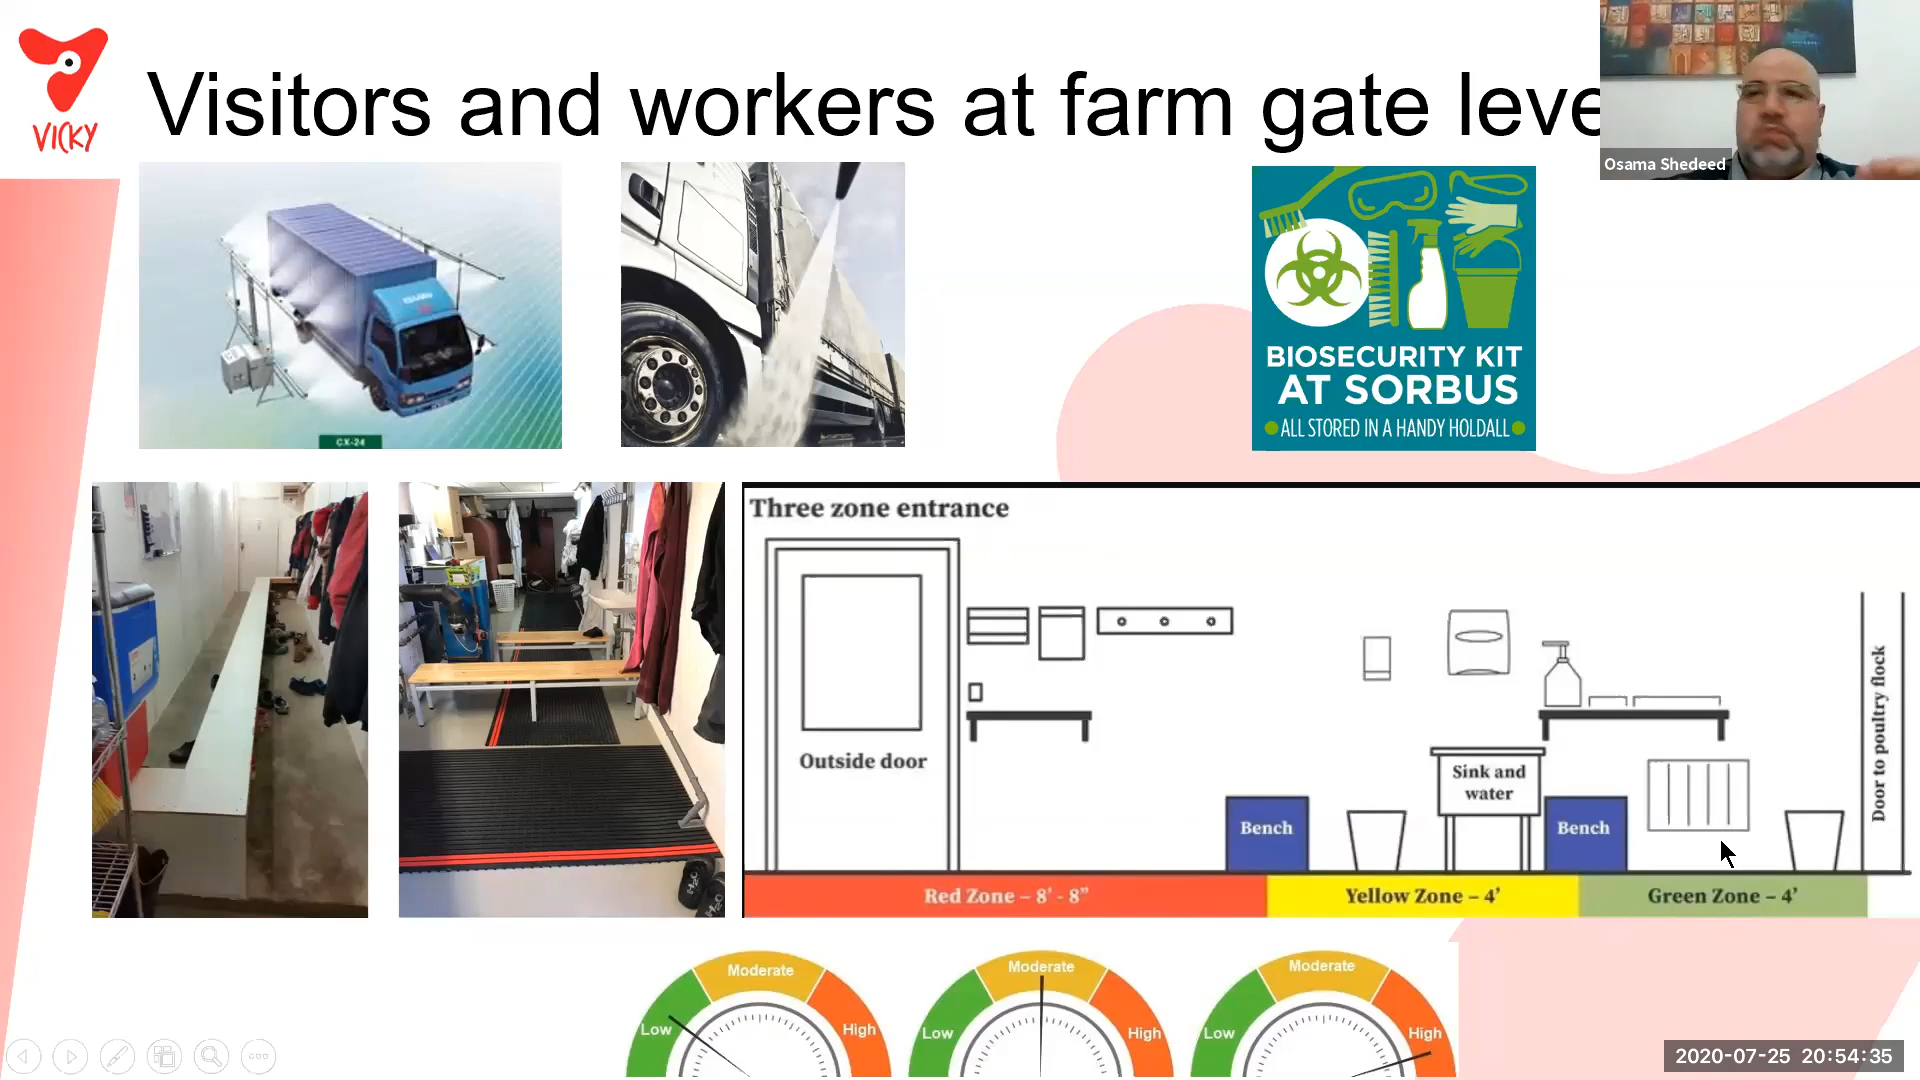 VICKY
Visitors and workers at farm gate leve
Osama Shedeed
CX-24
BIOSECURITY KIT
AT SORBUS
ALL STORED IN A HANDY HOLDALL
Three zone entrance
Outside door
Bench
Sink and
water
Bench
Door to poultry flock
Red Zone – 8' - 8”
Yellow Zone – 4’
Green Zone – 4’
H2O
H2O
Low
Moderate
High
Low
Moderate
High
Low
Moderate
High
2020-07-25 20:54:35